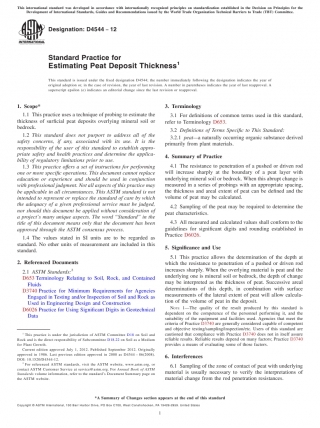 This international standard was developed in accordance with internationally recognized principles on standardization established in the Decision on Principles for the
Development of International Standards, Guides and Recommendations issued by the World Trade Organization Technical Barriers to Trade (TBT) Committee.
Designation: D4544 − 12
INTERNATIONAL
Standard Practice for
Estimating Peat Deposit Thickness1
This standard is issued under the fixed designation D4544; the number immediately following the designation indicates the year of
original adoption or, in the case of revision, the year of last revision. A number in parentheses indicates the year of last reapproval. A
superscript epsilon (ε) indicates an editorial change since the last revision or reapproval.
1. Scope*
1.1 This practice uses a technique of probing to estimate the
thickness of surficial peat deposits overlying mineral soil or
bedrock.
1.2 This standard does not purport to address all of the
safety concerns, if any, associated with its use. It is the
responsibility of the user of this standard to establish appro-
priate safety and health practices and determine the applica-
bility of regulatory limitations prior to use.
1.3 This practice offers a set of instructions for performing
one or more specific operations. This document cannot replace
education or experience and should be used in conjunction
with professional judgment. Not all aspects of this practice may
be applicable in all circumstances. This ASTM standard is not
intended to represent or replace the standard of care by which
the adequacy of a given professional service must be judged,
nor should this document be applied without consideration of
a project's many unique aspects. The word "Standard" in the
title of this document means only that the document has been
approved through the ASTM consensus process.
1.4 The values stated in SI units are to be regarded as
standard. No other units of measurement are included in this
standard.
2. Referenced Documents
2.1 ASTM Standards:2
D653 Terminology Relating to Soil, Rock, and Contained
Fluids
D3740 Practice for Minimum Requirements for Agencies
Engaged in Testing and/or Inspection of Soil and Rock as
Used in Engineering Design and Construction
D6026 Practice for Using Significant Digits in Geotechnical
Data
1 This practice is under the jurisdiction of ASTM Committee D18 on Soil and
Rock and is the direct responsibility of Subcommittee D18.22 on Soil as a Medium
for Plant Growth.
Current edition approved July 1, 2012. Published September 2012. Originally
approved in 1986. Last previous edition approved in 2008 as D4544 –
DOI: 10.1520/D4544-12.
2 For referenced ASTM standards, visit the ASTM website, www.astm.org, or
contact ASTM Customer Service at service@astm.org. For Annual Book of ASTM
Standards volume information, refer to the standard's Document Summary page on
the ASTM website.
3. Terminology
3.1 For definitions of common terms used in this standard,
refer to Terminology D653.
3.2 Definitions of Terms Specific to This Standard:
3.2.1 peat—a naturally occurring organic substance derived
primarily from plant materials.
4. Summary of Practice
4.1 The resistance to penetration of a pushed or driven rod
will increase sharply at the boundary of a peat layer with
underlying mineral soil or bedrock. When this abrupt change is
measured in a series of probings with an appropriate spacing,
the thickness and areal extent of peat can be defined and the
volume of peat may be calculated.
4.2 Sampling of the peat may be required to determine the
peat characteristics.
4.3 All measured and calculated values shall conform to the
guidelines for significant digits and rounding established in
Practice D6026.
5. Significance and Use
5.1 This practice allows the determination of the depth at
which the resistance to penetration of a pushed or driven rod
increases sharply. When the overlying material is peat and the
underlying one is mineral soil or bedrock, the depth of change
may be interpreted as the thickness of peat. Successive areal
determinations of this depth, in combination with surface
measurements of the lateral extent of peat will allow calcula-
tion of the volume of peat in the deposit.
NOTE 1—The quality of the result produced by this standard is
dependent on the competence of the personnel performing it, and the
suitability of the equipment and facilities used. Agencies that meet the
criteria of Practice D3740 are generally considered capable of competent
and objective testing/sampling/inspection/etc. Users of this standard are
cautioned that compliance with Practice D3740 does not in itself assure
reliable results. Reliable results depend on many factors; Practice D3740
provides a means of evaluating some of those factors.
6. Interferences
6.1 Sampling of the zone of contact of peat with underlying
material is usually necessary to verify the interpretations of
material change from the rod penetration resistances.
*A Summary of Changes section appears at the end of this standard
Copyright © ASTM International, 100 Barr Harbor Drive, PO Box C700, West Conshohocken, PA 19428-2959. United States
1